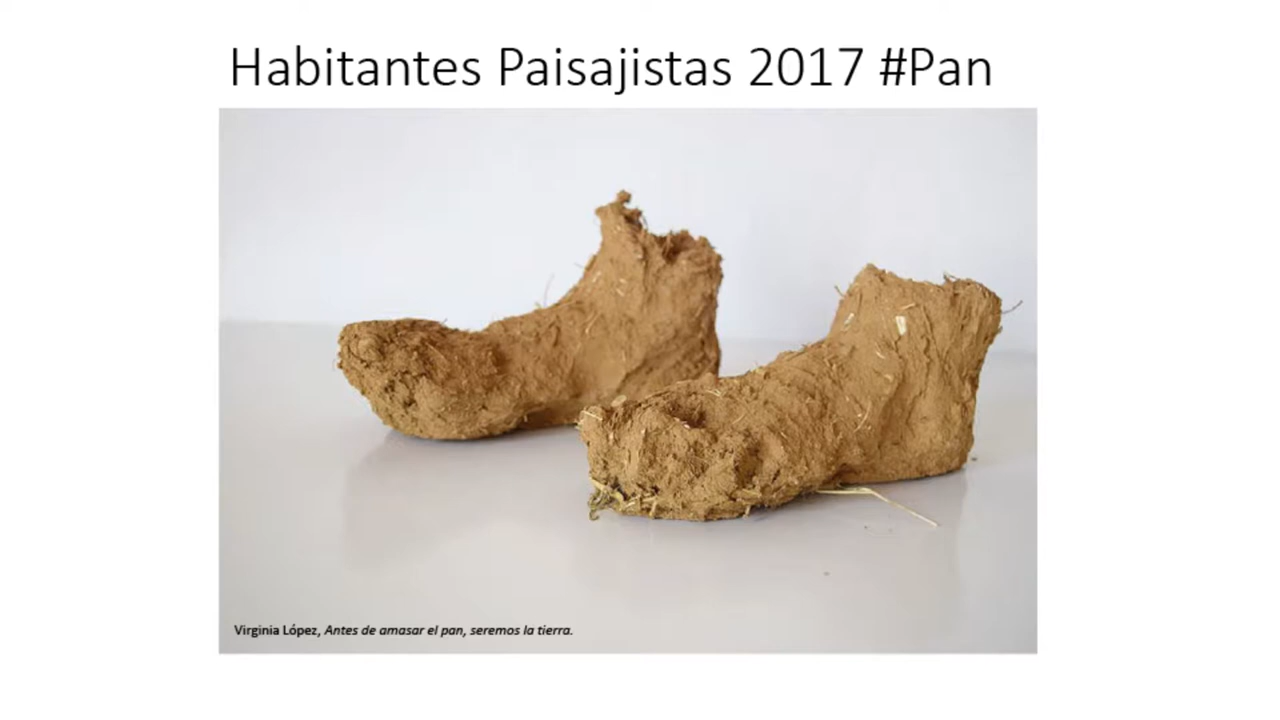 Habitantes Paisajistas 2017 #Pan
Virginia López, Antes de amasar el pan, seremos la tierra.